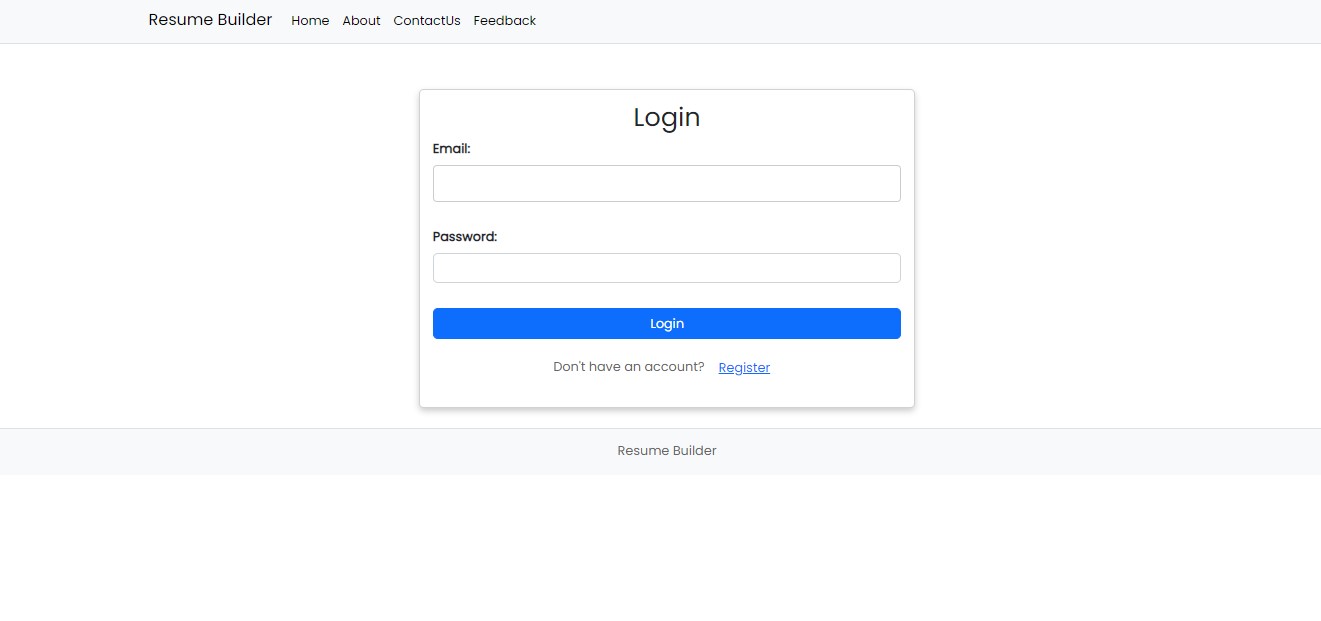 Resume Builder Home About ContactUs Feedback
Login
Email:
Password:
Login
Don't have an account? Register
Resume Builder